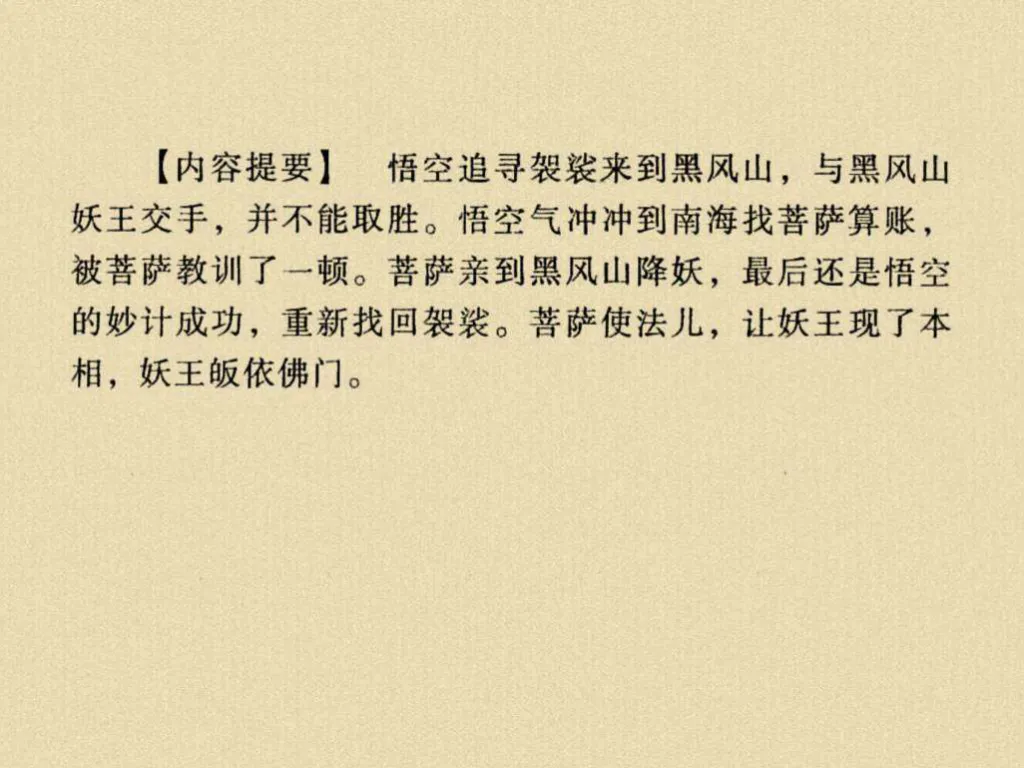 【内容提要】 悟空追寻袈裟来到黑风山，与黑风山
妖王交手，并不能取胜。悟空气冲冲到南海找菩萨算账，
被菩萨教训了一顿。菩萨亲到黑风山降妖，最后还是悟空
的妙计成功，重新找回袈裟。菩萨使法儿，让妖王现了本
相，妖王皈依佛门。